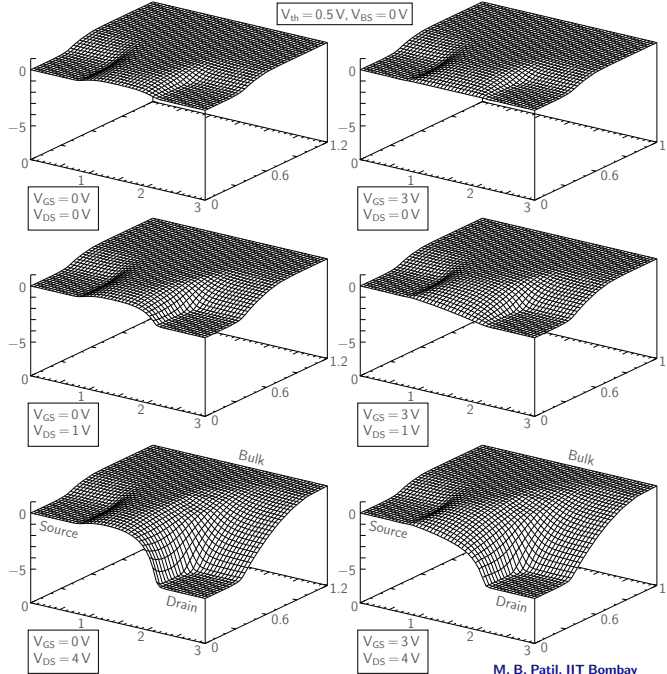 V_th = 0.5 V, V_BS = 0 V
0
−5
0
1
2
3
0
0.6
1.2
V_GS = 0 V
V_DS = 0 V
0
−5
0
1
2
3
0
0.6
1
V_GS = 3 V
V_DS = 0 V
0
−5
0
1
2
3
0
0.6
1.2
V_GS = 0 V
V_DS = 1 V
0
−5
0
1
2
3
0
0.6
1
V_GS = 3 V
V_DS = 1 V
Bulk
0
Source
−5
Drain
0
1
2
3
0
0.6
1.2
V_GS = 0 V
V_DS = 4 V
Bulk
0
Source
−5
Drain
0
1
2
3
0
0.6
1
V_GS = 3 V
V_DS = 4 V
M. B. Patil, IIT Bombay